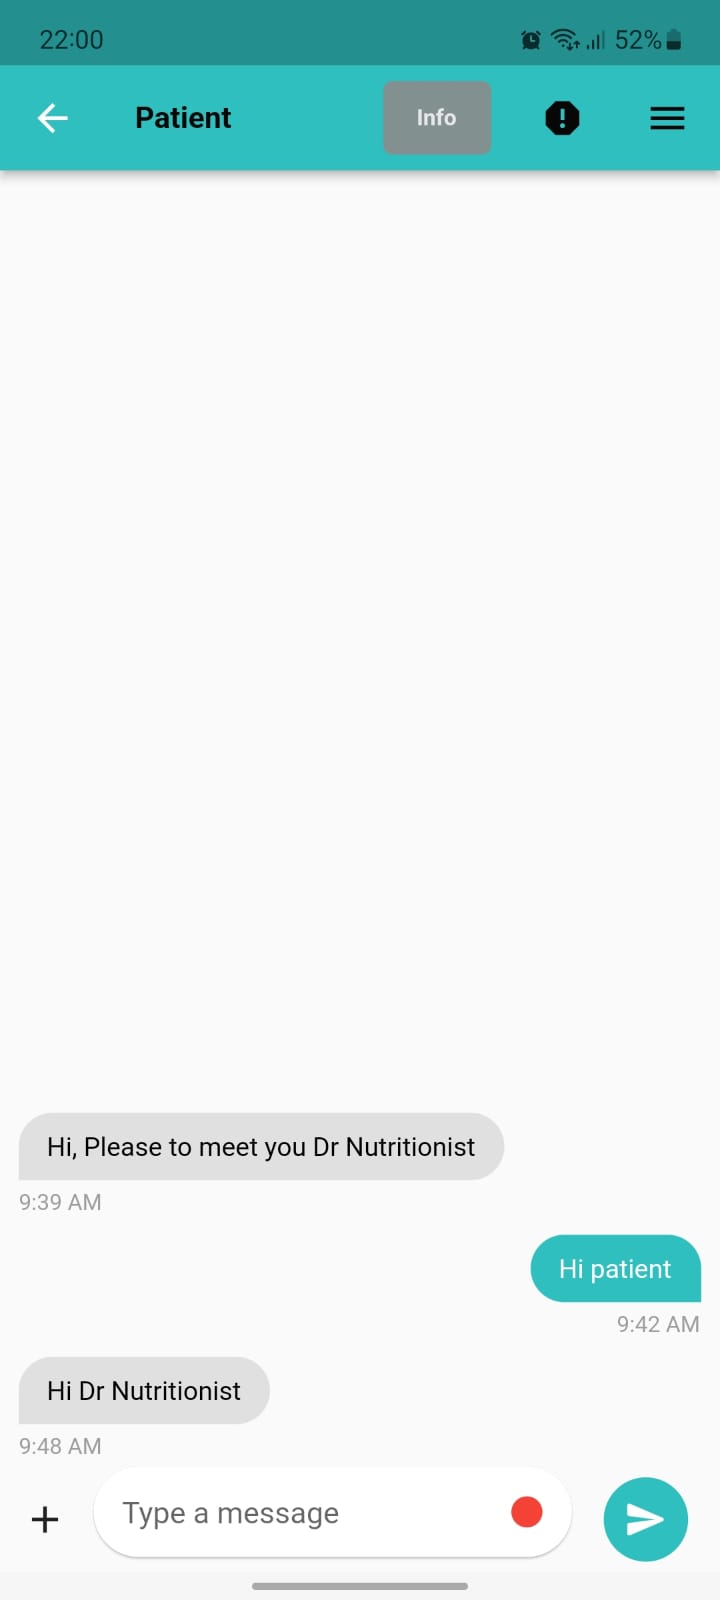 22:00
52%
Patient
Info
Hi, Please to meet you Dr Nutritionist
9:39 AM
Hi patient
9:42 AM
Hi Dr Nutritionist
9:48 AM
Type a message